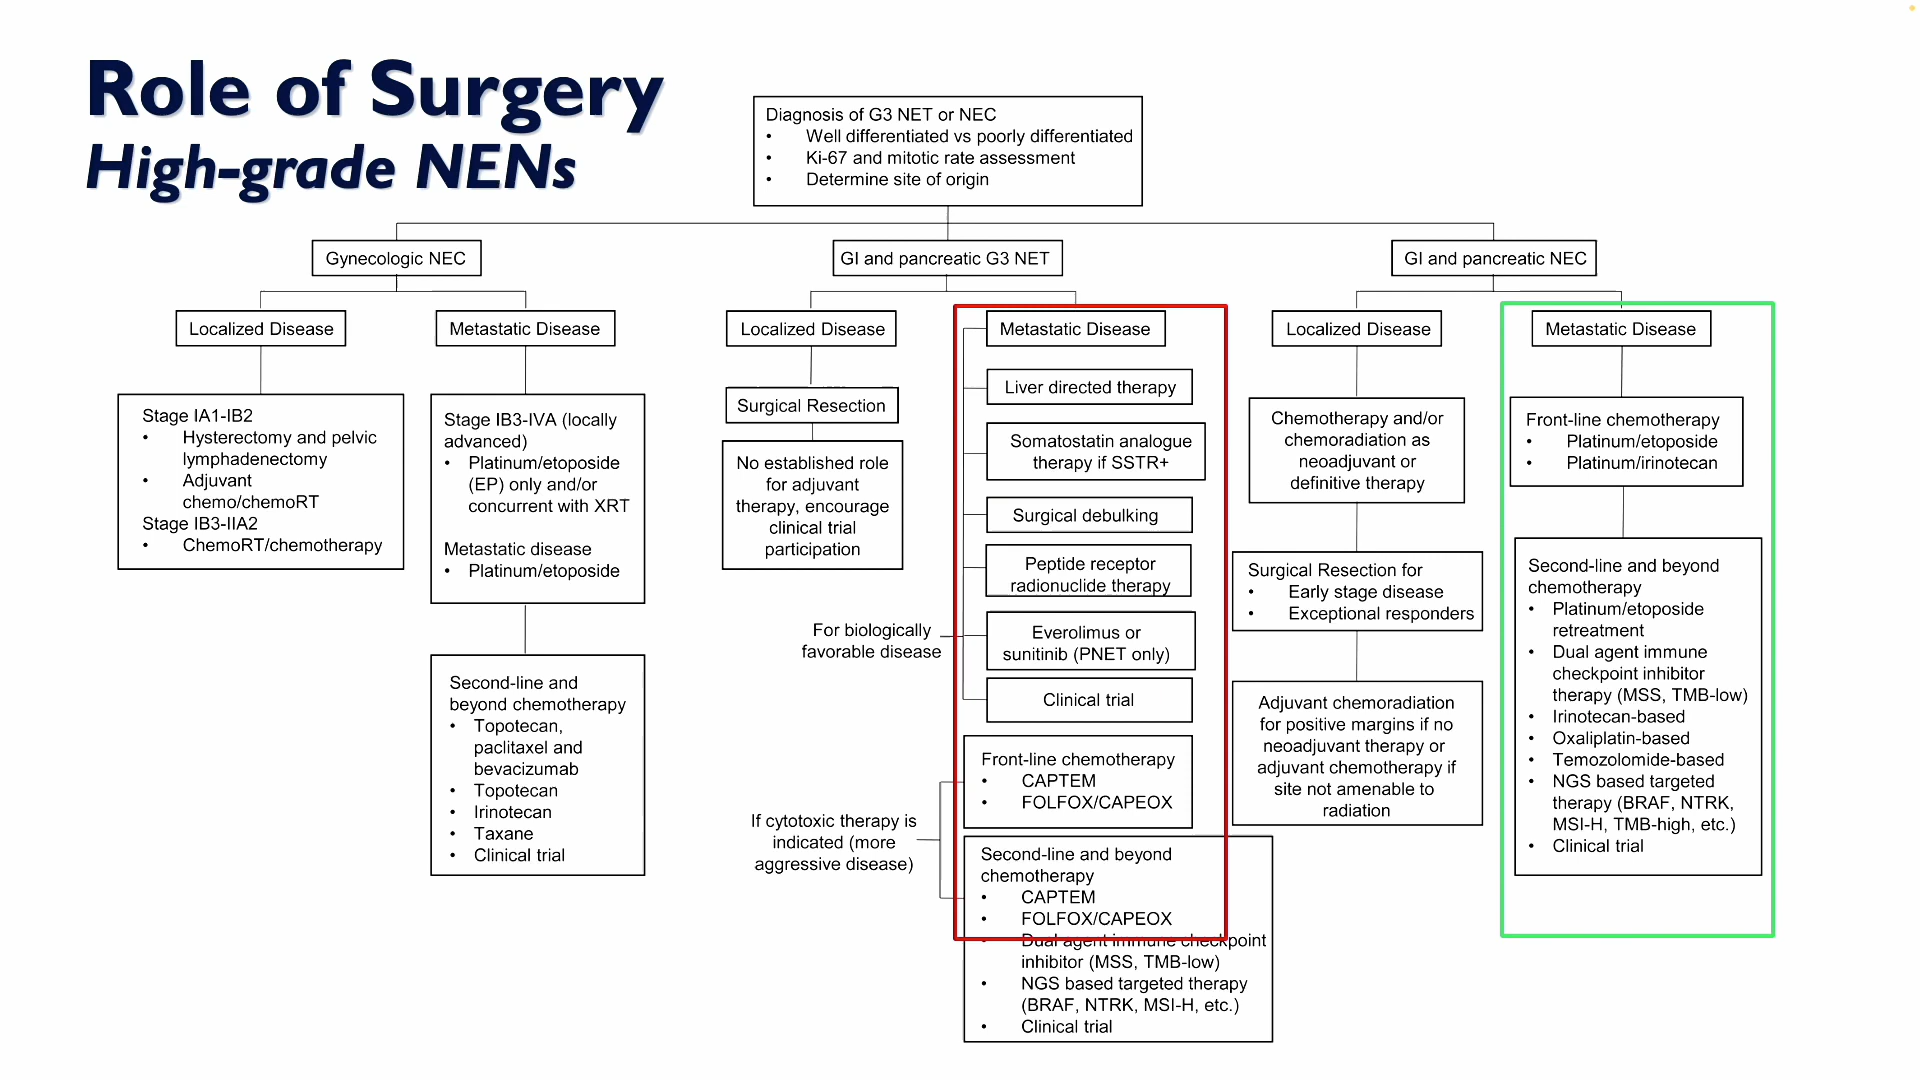 Role of Surgery
High-grade NENs
Diagnosis of G3 NET or NEC
• Well differentiated vs poorly differentiated
• Ki-67 and mitotic rate assessment
• Determine site of origin
Gynecologic NEC
GI and pancreatic G3 NET
GI and pancreatic NEC
Localized Disease
Metastatic Disease
Localized Disease
Metastatic Disease
Localized Disease
Metastatic Disease
Stage IA1-IB2
• Hysterectomy and pelvic
lymphadenectomy
• Adjuvant
chemo/chemoRT
Stage IB3-IIA2
• ChemoRT/chemotherapy
Stage IB3-IVA (locally
advanced)
• Platinum/etoposide
(EP) only and/or
concurrent with XRT
Metastatic disease
• Platinum/etoposide
Second-line and
beyond chemotherapy
• Topotecan,
paclitaxel and
bevacizumab
• Topotecan
• Irinotecan
• Taxane
• Clinical trial
Surgical Resection
No established role
for adjuvant
therapy, encourage
clinical trial
participation
For biologically
favorable disease
Liver directed therapy
Somatostatin analogue
therapy if SSTR+
Surgical debulking
Peptide receptor
radionuclide therapy
Everolimus or
sunitinib (PNET only)
Clinical trial
If cytotoxic therapy is
indicated (more
aggressive disease)
Front-line chemotherapy
• CAPTEM
• FOLFOX/CAPEOX
Second-line and beyond
chemotherapy
• CAPTEM
• FOLFOX/CAPEOX
• Dual agent immune checkpoint
inhibitor (MSS, TMB-low)
• NGS based targeted therapy
(BRAF, NTRK, MSI-H, etc.)
• Clinical trial
Chemotherapy and/or
chemoradiation as
neoadjuvant or
definitive therapy
Surgical Resection for
• Early stage disease
• Exceptional responders
Adjuvant chemoradiation
for positive margins if no
neoadjuvant therapy or
adjuvant chemotherapy if
site not amenable to
radiation
Front-line chemotherapy
• Platinum/etoposide
• Platinum/irinotecan
Second-line and beyond
chemotherapy
• Platinum/etoposide
retreatment
• Dual agent immune
checkpoint inhibitor
therapy (MSS, TMB-low)
• Irinotecan-based
• Oxaliplatin-based
• Temozolomide-based
• NGS based targeted
therapy (BRAF, NTRK,
MSI-H, TMB-high, etc.)
• Clinical trial